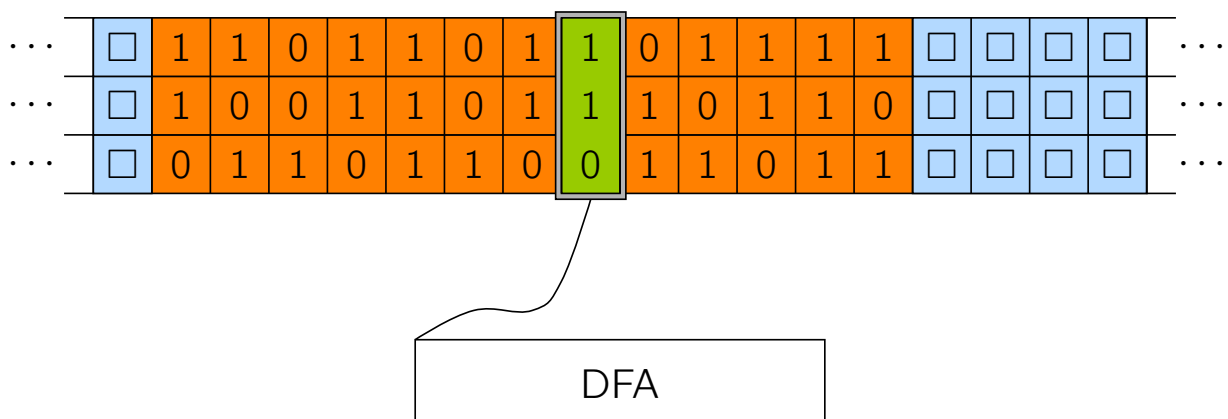 ··· □ 1 1 0 1 1 0 1 1 0 1 1 1 1 □ □ □ □ ···
··· □ 1 0 0 1 1 0 1 1 1 0 1 1 0 □ □ □ □ ···
··· □ 0 1 1 0 1 1 0 0 1 1 0 1 1 □ □ □ □ ···
DFA